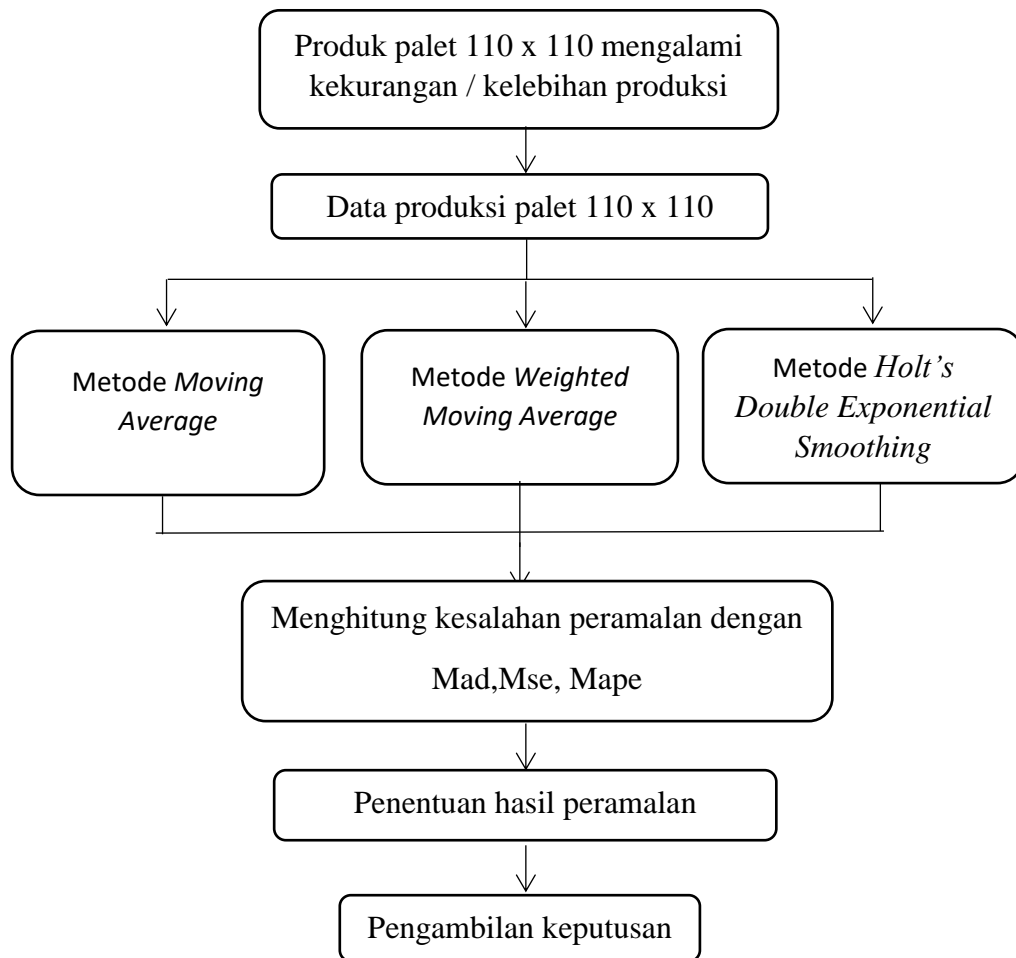 Produk palet 110 x 110 mengalami
kekurangan / kelebihan produksi
Data produksi palet 110 x 110
Metode Moving
Average
Metode Weighted
Moving Average
Metode Holt’s
Double Exponential
Smoothing
Menghitung kesalahan peramalan dengan
Mad,Mse, Mape
Penentuan hasil peramalan
Pengambilan keputusan